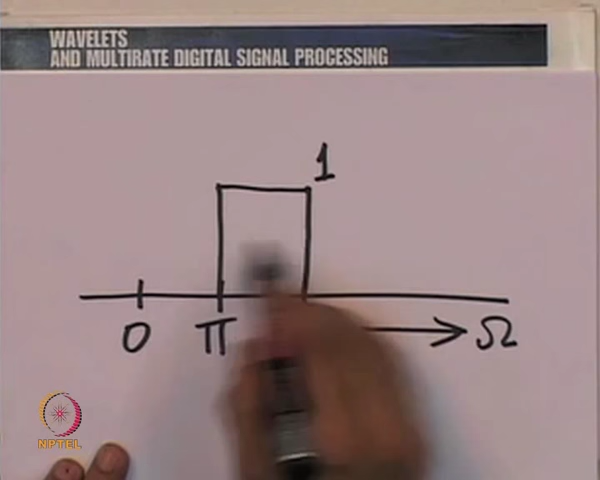 WAVELETS
AND MULTIRATE DIGITAL SIGNAL PROCESSING
1
0 π Ω
NPTEL